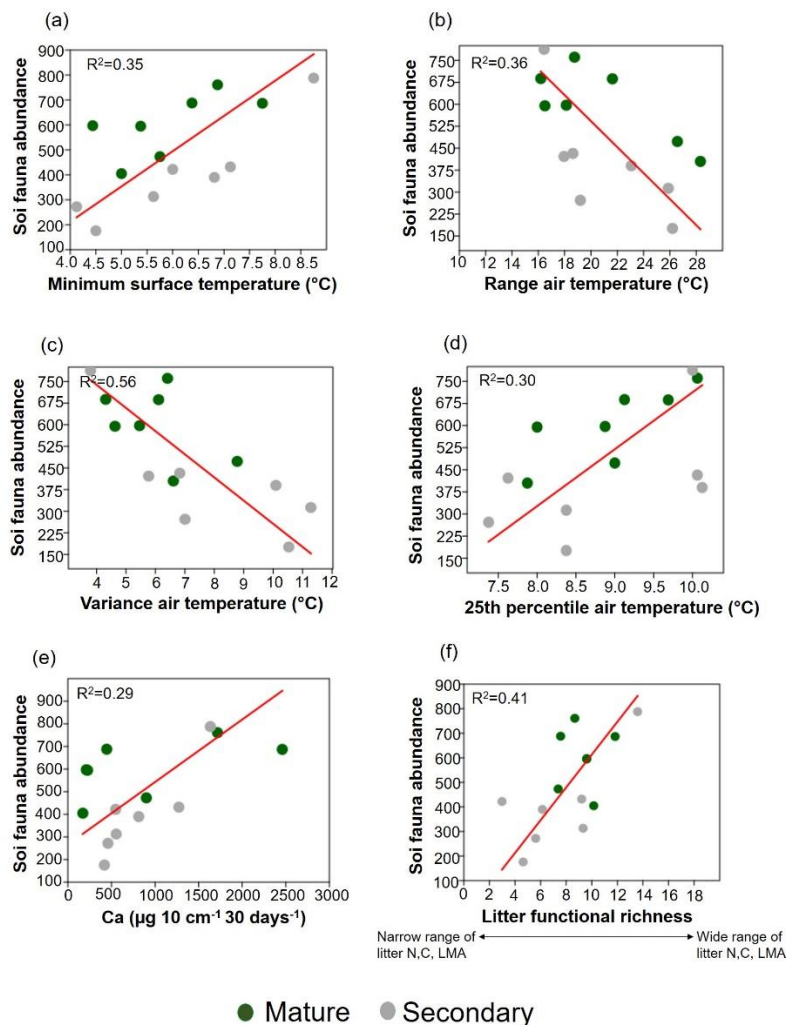 (a)
R²=0.35
Soi fauna abundance
900
800
700
600
500
400
300
200
100
4.0 4.5 5.0 5.5 6.0 6.5 7.0 7.5 8.0 8.5
Minimum surface temperature (°C)
(b)
R²=0.36
Soi fauna abundance
750
675
600
525
450
375
300
225
150
10 12 14 16 18 20 22 24 26 28
Range air temperature (°C)
(c)
R²=0.56
Soi fauna abundance
750
675
600
525
450
375
300
225
150
4 5 6 7 8 9 10 11 12
Variance air temperature (°C)
(d)
R²=0.30
Soi fauna abundance
750
675
600
525
450
375
300
225
150
7.5 8.0 8.5 9.0 9.5 10.0
25th percentile air temperature (°C)
(e)
R²=0.29
Soi fauna abundance
900
800
700
600
500
400
300
200
100
0 500 1000 1500 2000 2500 3000
Ca (µg 10 cm⁻¹ 30 days⁻¹)
(f)
R²=0.41
Soi fauna abundance
900
800
700
600
500
400
300
200
100
0 2 4 6 8 10 12 14 16 18
Litter functional richness
Narrow range of
litter N,C, LMA
Wide range of
litter N,C, LMA
Mature Secondary